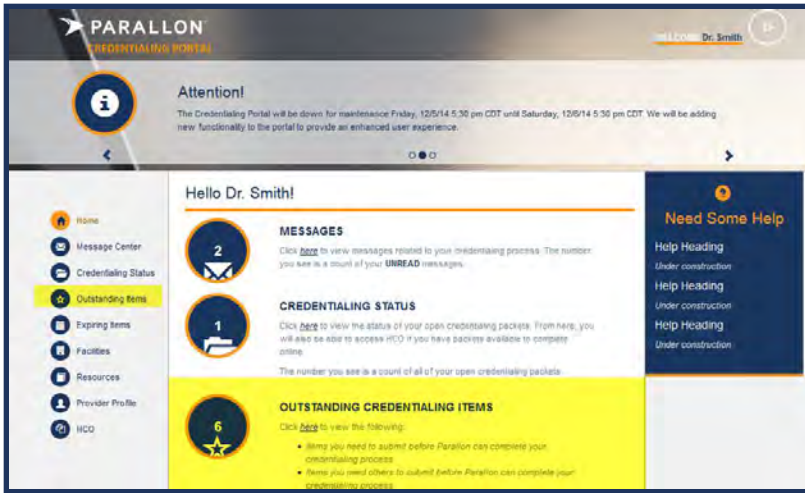 PARALLON
CREDENTIALING PORTAL
WELCOME Dr. Smith
Attention!
The Credentialing Portal will be down for maintenance Friday, 12/5/14 5:30 pm CDT until Saturday, 12/6/14 5:30 pm CDT. We will be adding
new functionality to the portal to provide an enhanced user experience.
Hello Dr. Smith!
Home
Message Center
Credentialing Status
Outstanding Items
Expiring Items
Facilities
Resources
Provider Profile
HCO
2
MESSAGES
Click here to view messages related to your credentialing process. The number
you see is a count of your UNREAD messages.
1
CREDENTIALING STATUS
Click here to view the status of your open credentialing packets. From here, you
will also be able to access HCO if you have packets available to complete
online.
The number you see is a count of all of your open credentialing packets.
6
OUTSTANDING CREDENTIALING ITEMS
Click here to view the following:
Items you need to submit before Parallon can complete your
credentialing process
Items you need others to submit before Parallon can complete your
credentialing process
Need Some Help
Help Heading
Under construction
Help Heading
Under construction
Help Heading
Under construction